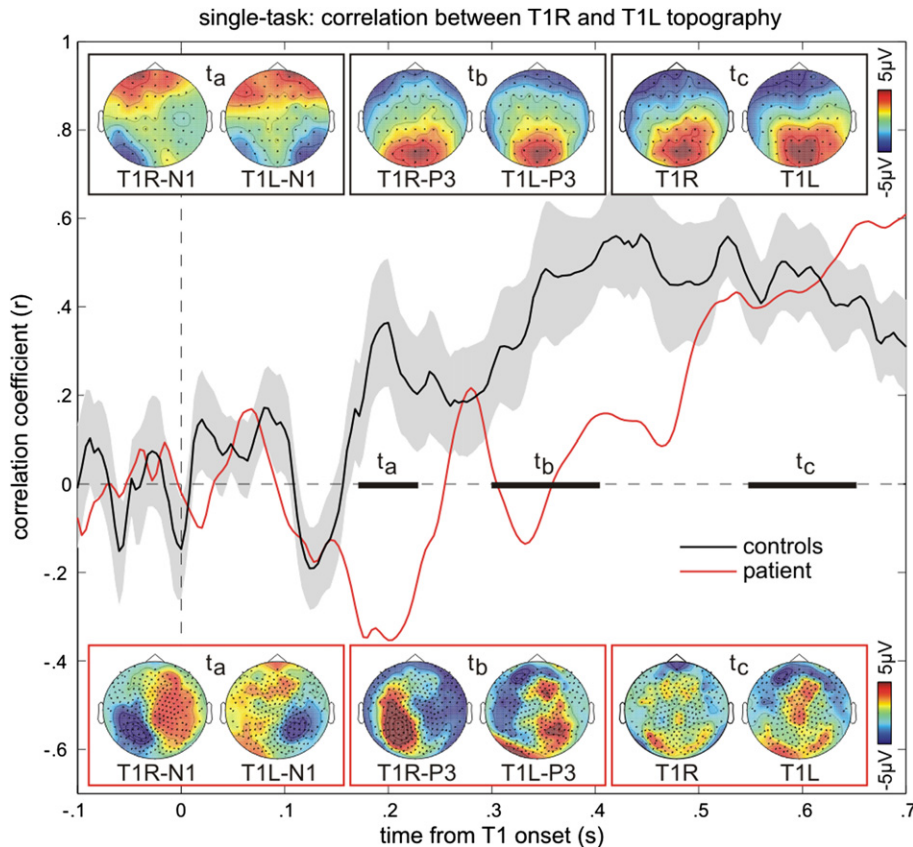 single-task: correlation between T1R and T1L topography
1
.8
.6
.4
.2
0
-.2
-.4
-.6
correlation coefficient (r)
ta
T1R-N1 T1L-N1
tb
T1R-P3 T1L-P3
tc
T1R T1L
-5µV 5µV
ta
tb
tc
controls
patient
ta
T1R-N1 T1L-N1
tb
T1R-P3 T1L-P3
tc
T1R T1L
-5µV 5µV
-.1 0 .1 .2 .3 .4 .5 .6 .7
time from T1 onset (s)